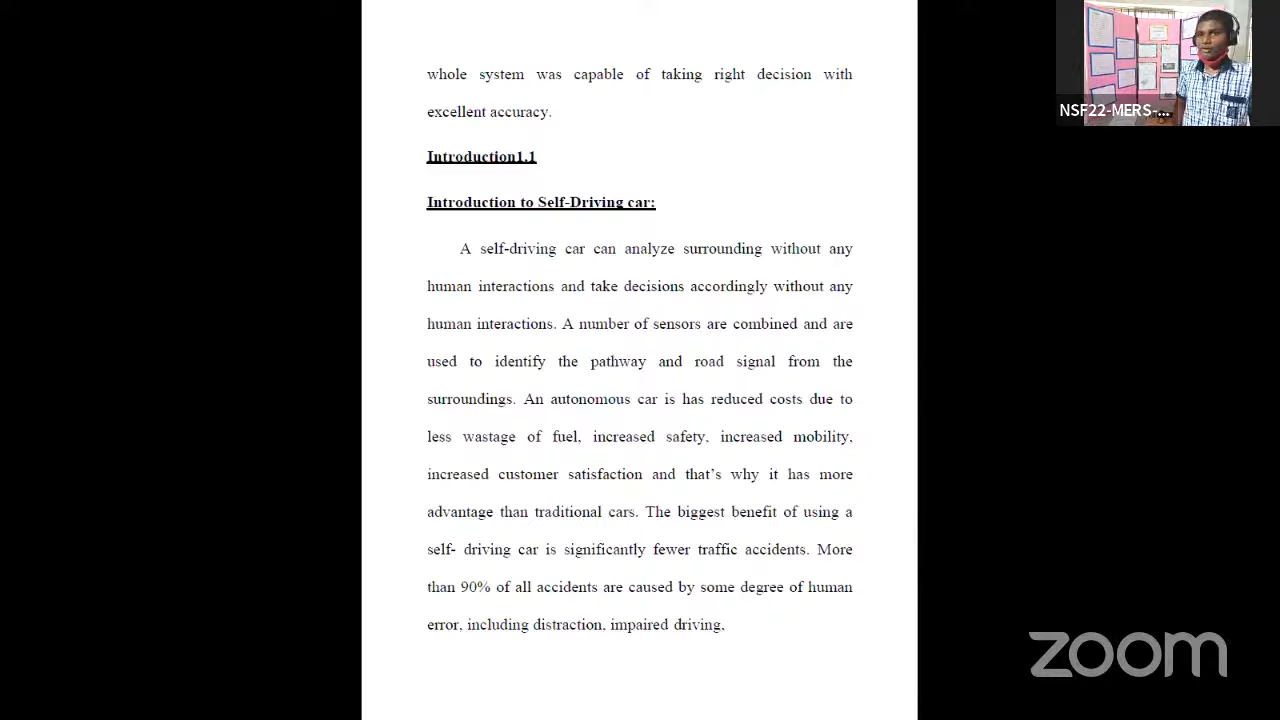 whole system was capable of taking right decision with
excellent accuracy.
Introduction1.1
Introduction to Self-Driving car:
A self-driving car can analyze surrounding without any
human interactions and take decisions accordingly without any
human interactions. A number of sensors are combined and are
used to identify the pathway and road signal from the
surroundings. An autonomous car is has reduced costs due to
less wastage of fuel, increased safety, increased mobility,
increased customer satisfaction and that's why it has more
advantage than traditional cars. The biggest benefit of using a
self- driving car is significantly fewer traffic accidents. More
than 90% of all accidents are caused by some degree of human
error, including distraction, impaired driving,
NSF22-MERS-...
zoom